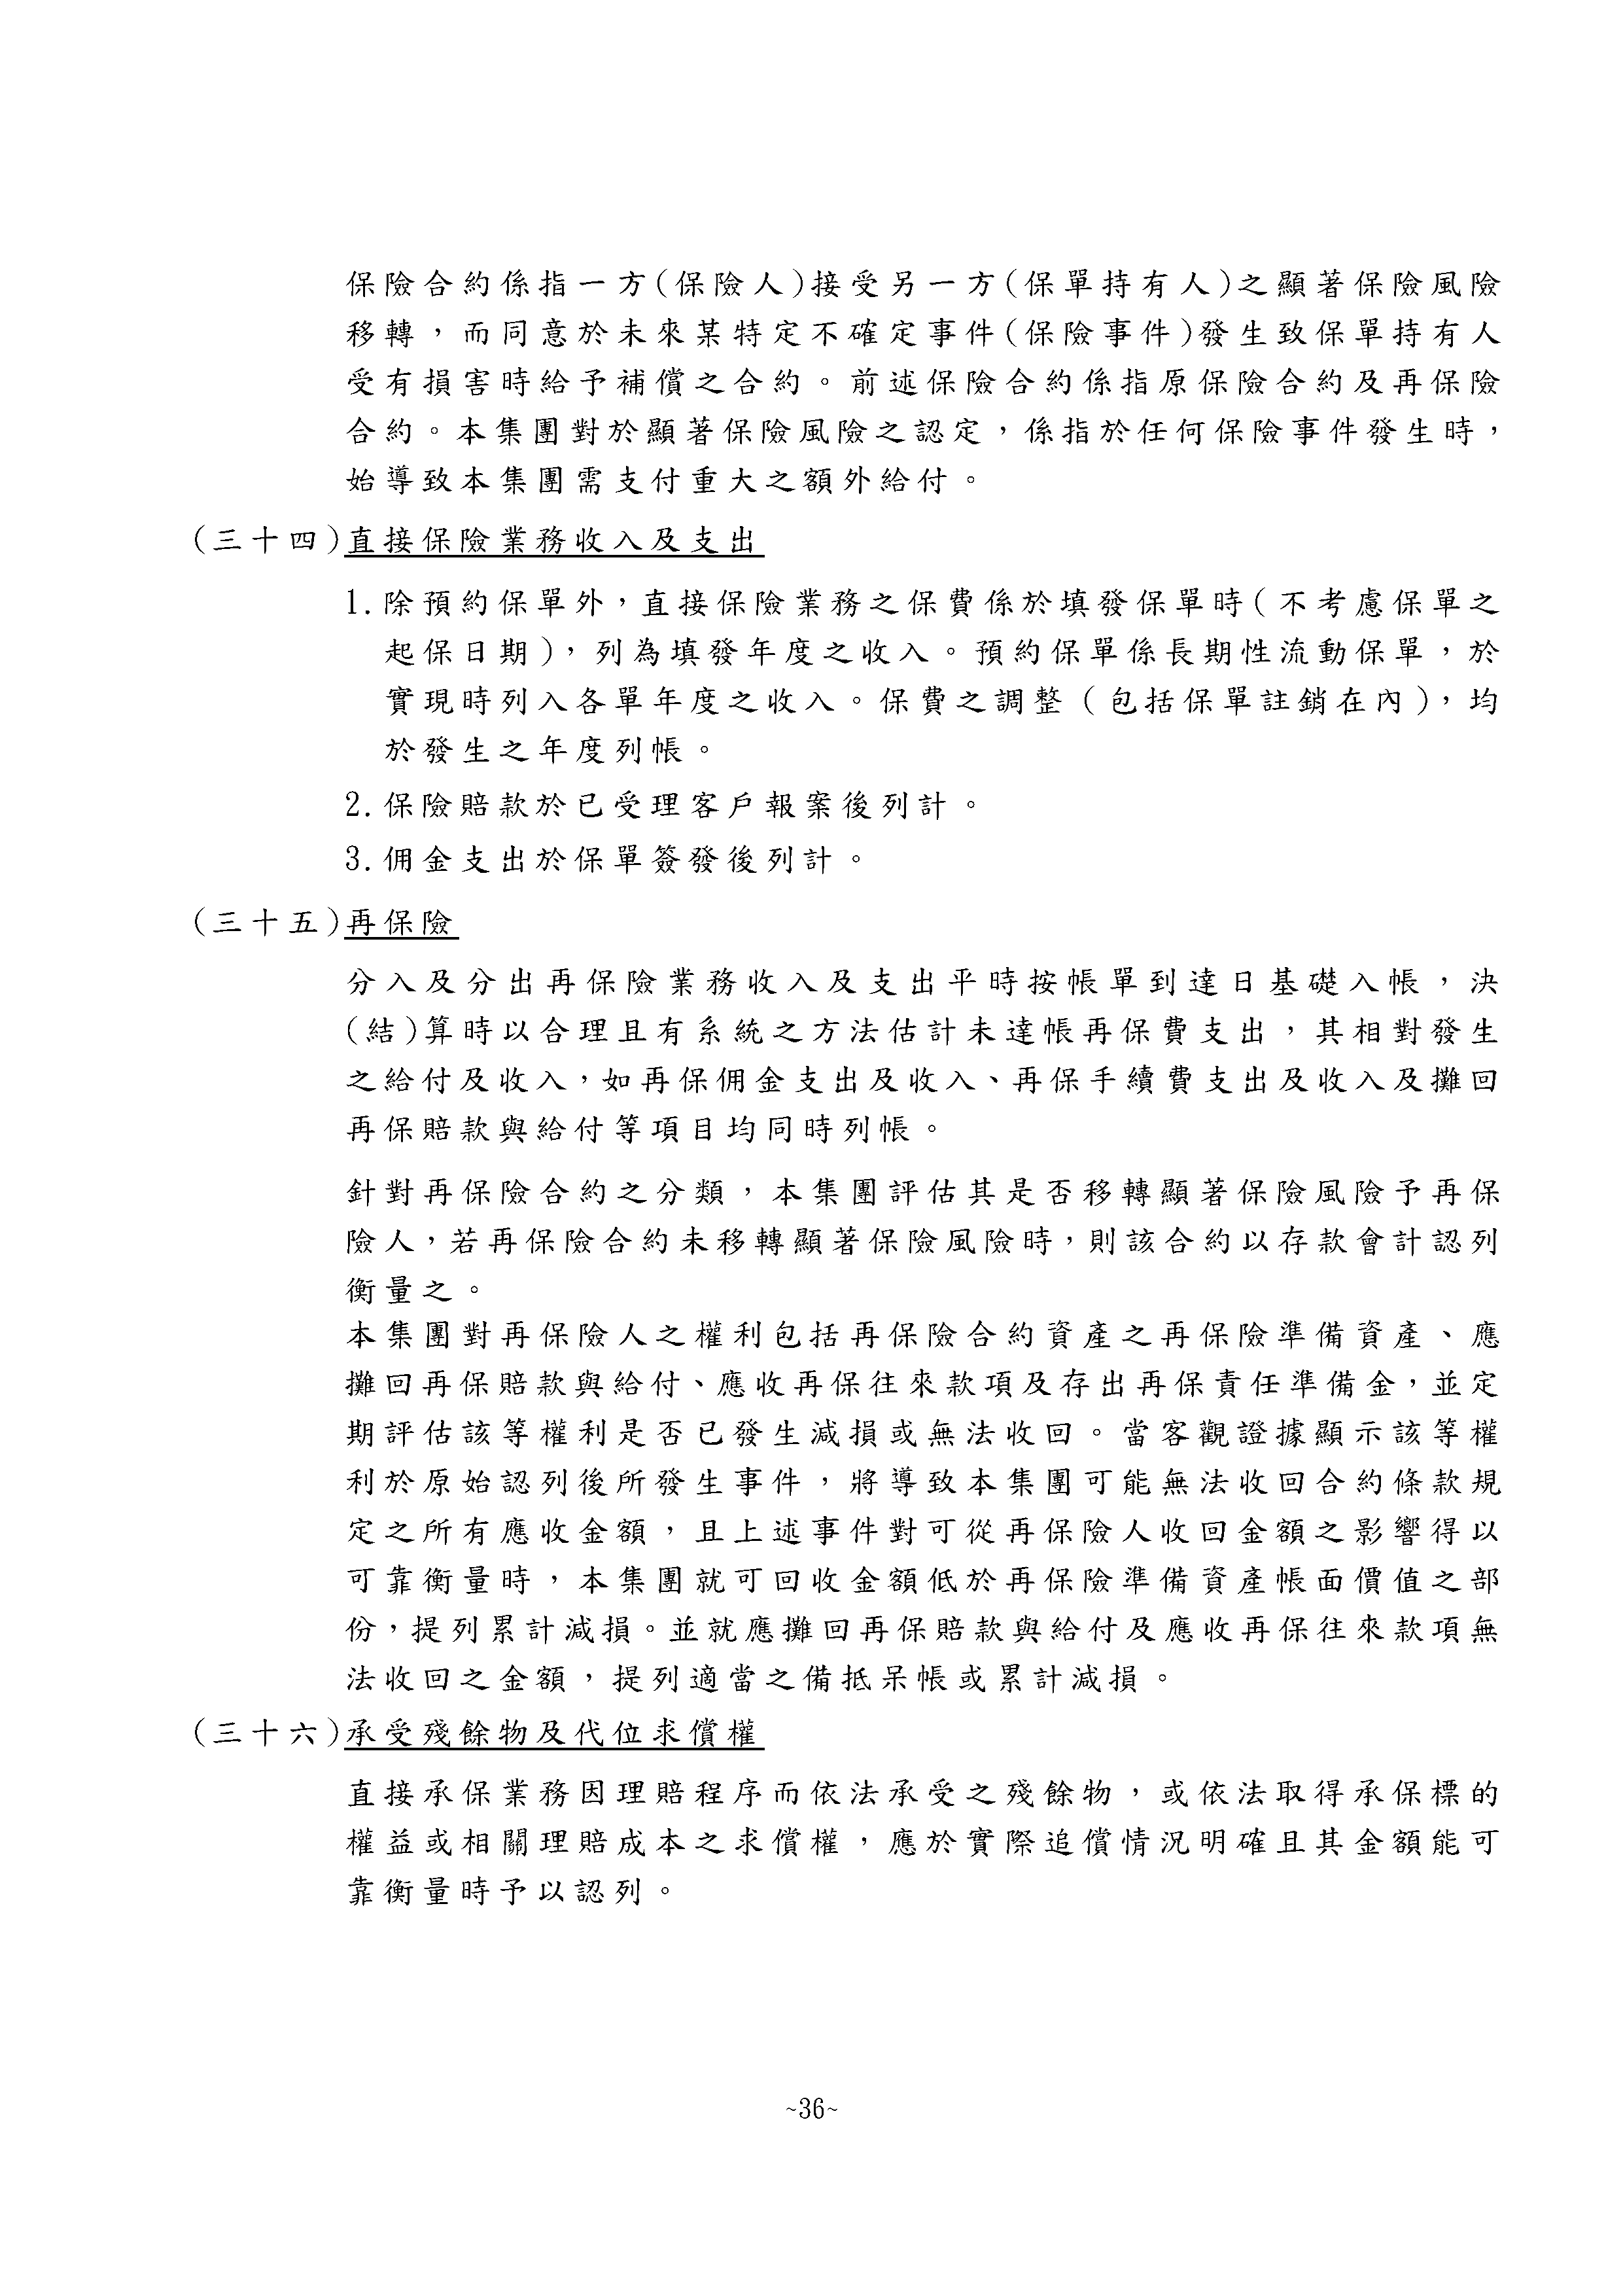 保險合約係指一方(保險人)接受另一方(保單持有人)之顯著保險風險
移轉，而同意於未來某特定不確定事件(保險事件)發生致保單持有人
受有損害時給予補償之合約。前述保險合約係指原保險合約及再保險
合約。本集團對於顯著保險風險之認定，係指於任何保險事件發生時，
始導致本集團需支付重大之額外給付。
(三十四)直接保險業務收入及支出
1.除預約保單外，直接保險業務之保費係於填發保單時(不考慮保單之
起保日期)，列為填發年度之收入。預約保單係長期性流動保單，於
實現時列入各單年度之收入。保費之調整(包括保單註銷在內)，均
於發生之年度列帳。
2.保險賠款於已受理客戶報案後列計。
3.佣金支出於保單簽發後列計。
(三十五)再保險
分入及分出再保險業務收入及支出平時按帳單到達日基礎入帳，決
(結)算時以合理且有系統之方法估計未達帳再保費支出，其相對發生
之給付及收入，如再保佣金支出及收入、再保手續費支出及收入及攤回
再保賠款與給付等項目均同時列帳。
針對再保險合約之分類，本集團評估其是否移轉顯著保險風險予再保
險人，若再保險合約未移轉顯著保險風險時，則該合約以存款會計認列
衡量之。
本集團對再保險人之權利包括再保險合約資產之再保險準備資產、應
攤回再保賠款與給付、應收再保往來款項及存出再保責任準備金，並定
期評估該等權利是否已發生減損或無法收回。當客觀證據顯示該等權
利於原始認列後所發生事件，將導致本集團可能無法收回合約條款規
定之所有應收金額，且上述事件對可從再保險人收回金額之影響得以
可靠衡量時，本集團就可回收金額低於再保險準備資產帳面價值之部
份，提列累計減損。並就應攤回再保賠款與給付及應收再保往來款項無
法收回之金額，提列適當之備抵呆帳或累計減損。
(三十六)承受殘餘物及代位求償權
直接承保業務因理賠程序而依法承受之殘餘物，或依法取得承保標的
權益或相關理賠成本之求償權，應於實際追償情況明確且其金額能可
靠衡量時予以認列。
~36~